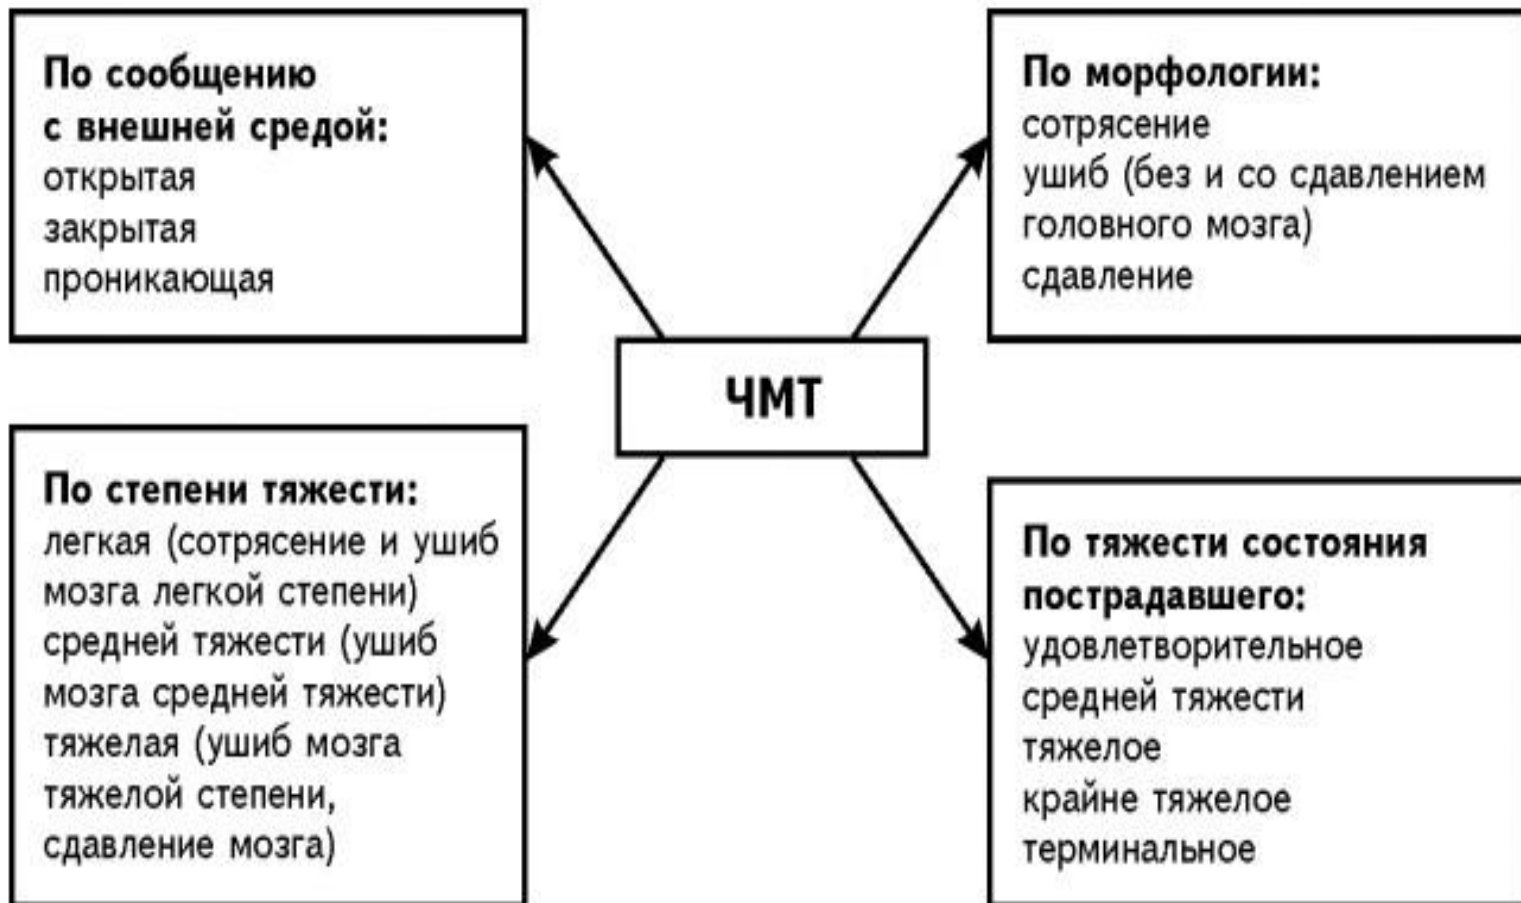 По сообщению
с внешней средой:
открытая
закрытая
проникающая
По морфологии:
сотрясение
ушиб (без и со сдавлением
головного мозга)
сдавление
ЧМТ
По степени тяжести:
легкая (сотрясение и ушиб
мозга легкой степени)
средней тяжести (ушиб
мозга средней тяжести)
тяжелая (ушиб мозга
тяжелой степени,
сдавление мозга)
По тяжести состояния
пострадавшего:
удовлетворительное
средней тяжести
тяжелое
крайне тяжелое
терминальное